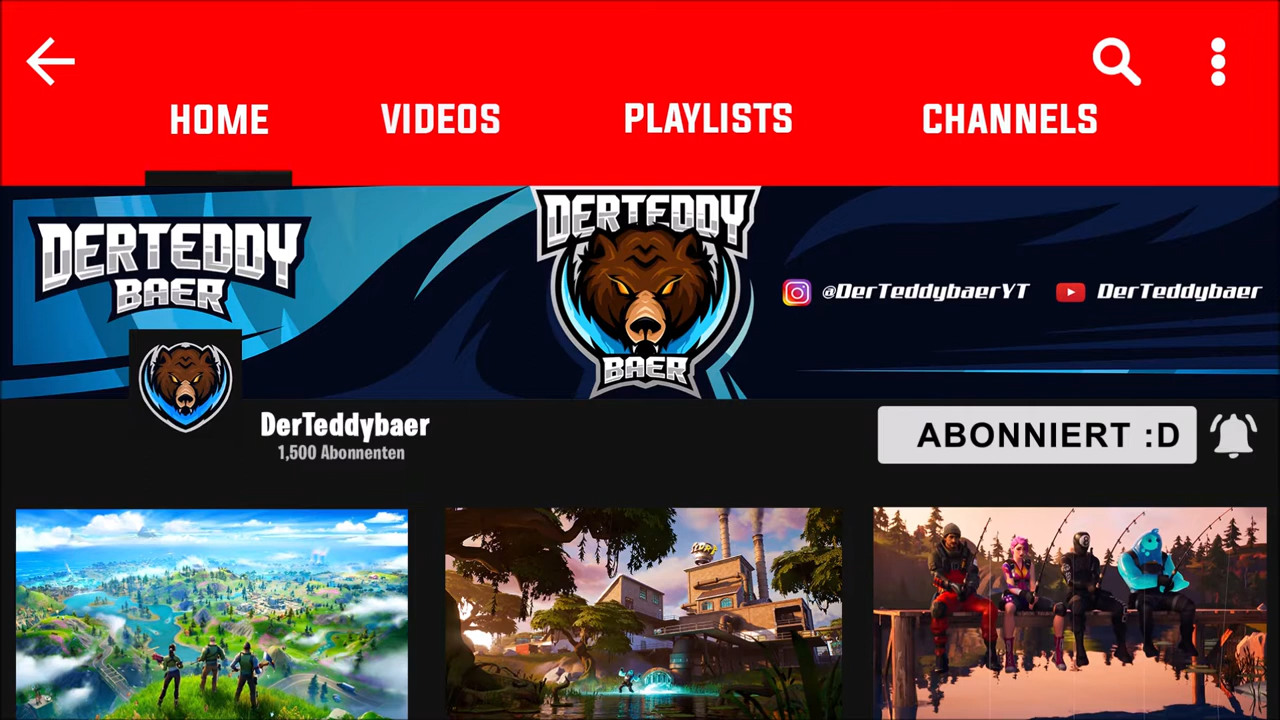 HOME VIDEOS PLAYLISTS CHANNELS
DERTEDDY
BAER
DERTEDDY
BAER
@DerTeddybaerYT DerTeddybaer
DerTeddybaer
1,500 Abonnenten
ABONNIERT :D